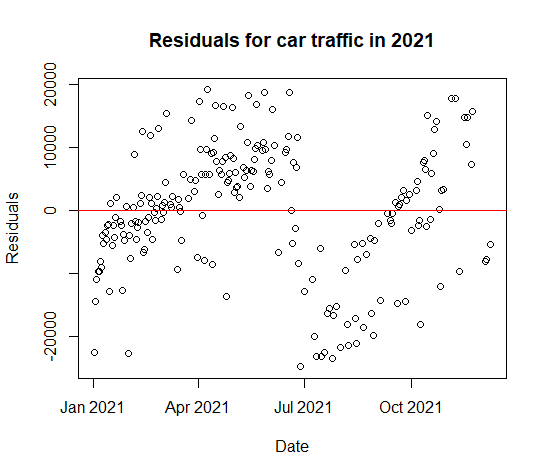 Residuals for car traffic in 2021
20000
10000
0
-20000
Residuals
Jan 2021
Apr 2021
Jul 2021
Oct 2021
Date